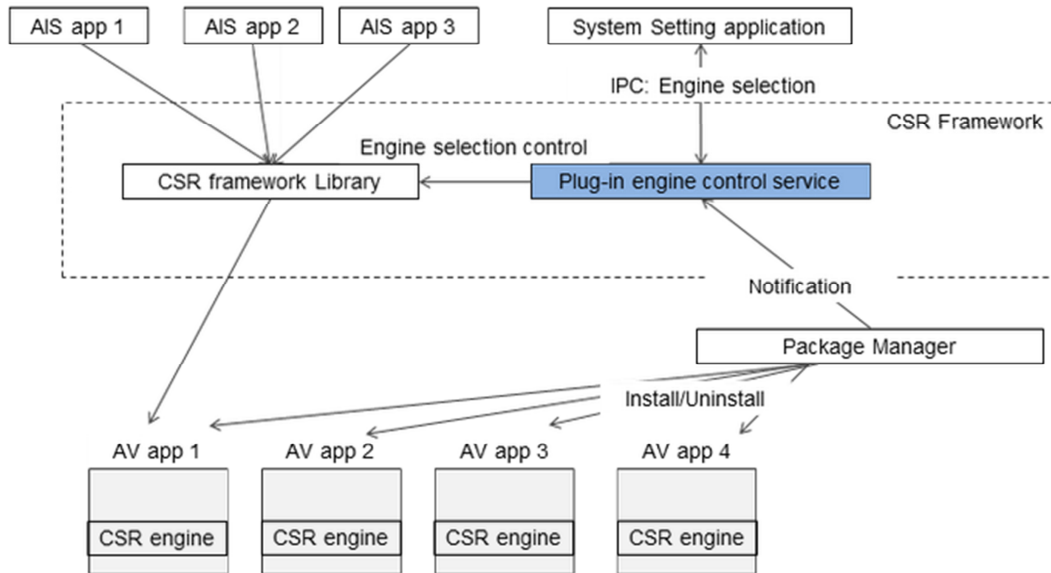 AIS app 1
AIS app 2
AIS app 3
System Setting application
IPC: Engine selection
CSR Framework
Engine selection control
CSR framework Library
Plug-in engine control service
Notification
Package Manager
Install/Uninstall
AV app 1
AV app 2
AV app 3
AV app 4
CSR engine
CSR engine
CSR engine
CSR engine